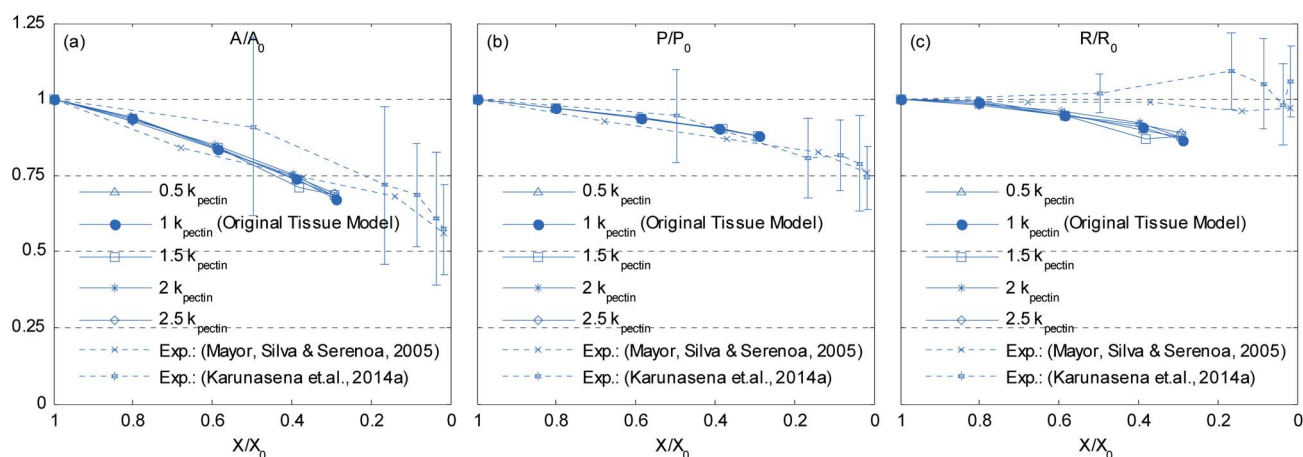 1.25
1
0.75
0.5
0.25
0
(a)
A/A0
0.5 kpectin
1 kpectin (Original Tissue Model)
1.5 kpectin
2 kpectin
2.5 kpectin
Exp.: (Mayor, Silva & Serenoa, 2005)
Exp.: (Karunasena et.al., 2014a)
1 0.8 0.6 0.4 0.2 0
X/X0
(b)
P/P0
0.5 kpectin
1 kpectin (Original Tissue Model)
1.5 kpectin
2 kpectin
2.5 kpectin
Exp.: (Mayor, Silva & Serenoa, 2005)
Exp.: (Karunasena et.al., 2014a)
1 0.8 0.6 0.4 0.2 0
X/X0
(c)
R/R0
0.5 kpectin
1 kpectin (Original Tissue Model)
1.5 kpectin
2 kpectin
2.5 kpectin
Exp.: (Mayor, Silva & Serenoa, 2005)
Exp.: (Karunasena et.al., 2014a)
1 0.8 0.6 0.4 0.2 0
X/X0